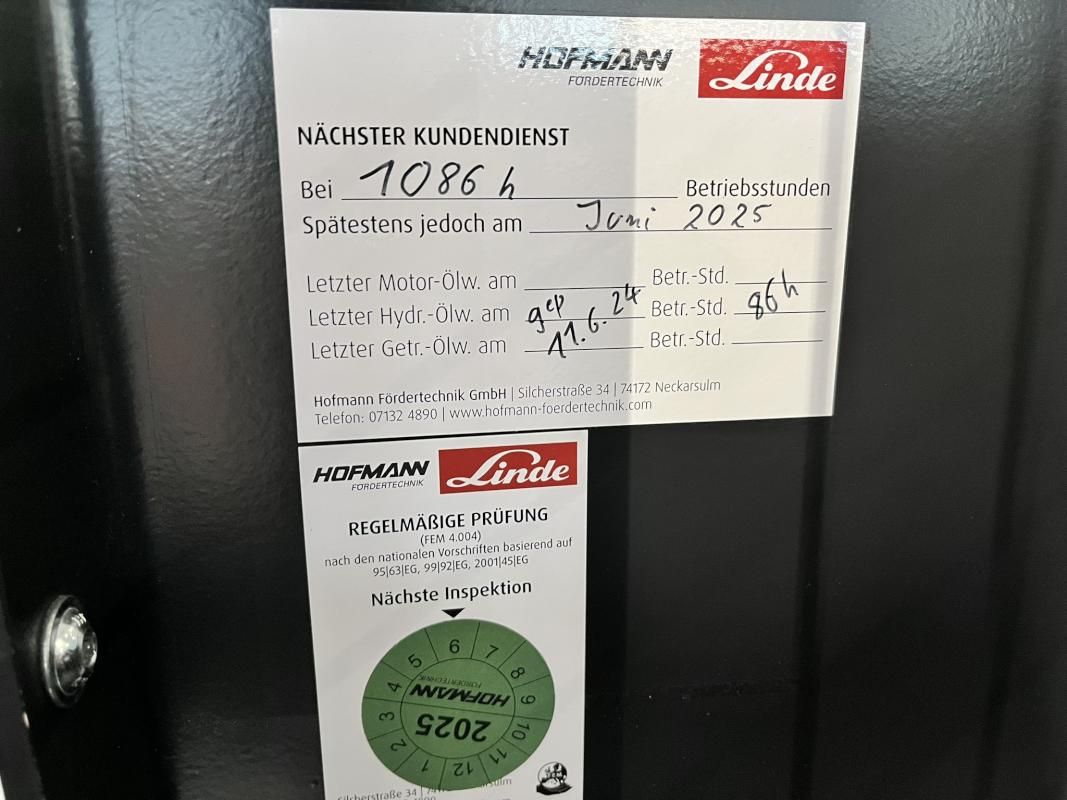 HOFMANN
FÖRDERTECHNIK
Linde
NÄCHSTER KUNDENDIENST
Bei 1086 h Betriebsstunden
Spätestens jedoch am Juni 2025
Letzter Motor-Ölw. am Betr.-Std.
Letzter Hydr.-Ölw. am gep 11.6.24 Betr.-Std. 86 h
Letzter Getr.-Ölw. am Betr.-Std.
Hofmann Fördertechnik GmbH | Silcherstraße 34 | 74172 Neckarsulm
Telefon: 07132 4890 | www.hofmann-foerdertechnik.com
HOFMANN
FÖRDERTECHNIK
Linde
REGELMÄßIGE PRÜFUNG
(FEM 4.004)
nach den nationalen Vorschriften basierend auf
95|63|EG, 99|92|EG, 2001|45|EG
Nächste Inspektion
1 2 3 4 5 6 7 8 9 10 11 12
HOFMANN
FÖRDERTECHNIK
2025
Silcherstraße 34 |